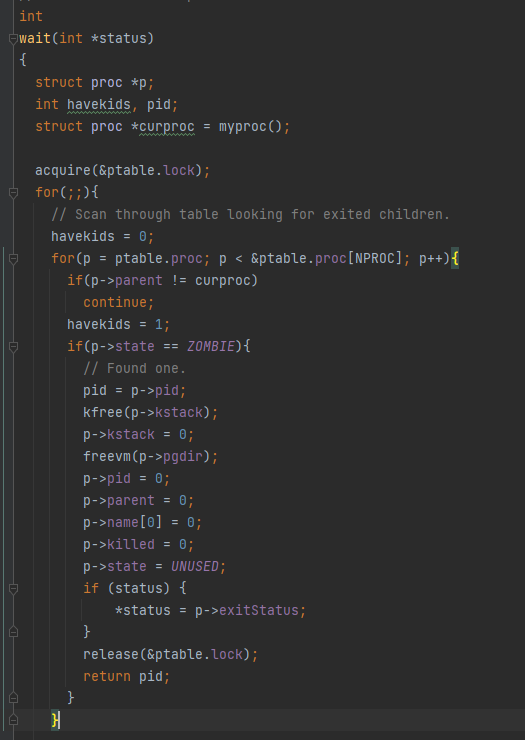 int
wait(int *status)
{
  struct proc *p;
  int havekids, pid;
  struct proc *curproc = myproc();

  acquire(&ptable.lock);
  for(;;){
    // Scan through table looking for exited children.
    havekids = 0;
    for(p = ptable.proc; p < &ptable.proc[NPROC]; p++){
      if(p->parent != curproc)
        continue;
      havekids = 1;
      if(p->state == ZOMBIE){
        // Found one.
        pid = p->pid;
        kfree(p->kstack);
        p->kstack = 0;
        freevm(p->pgdir);
        p->pid = 0;
        p->parent = 0;
        p->name[0] = 0;
        p->killed = 0;
        p->state = UNUSED;
        if (status) {
            *status = p->exitStatus;
        }
        release(&ptable.lock);
        return pid;
      }
    }